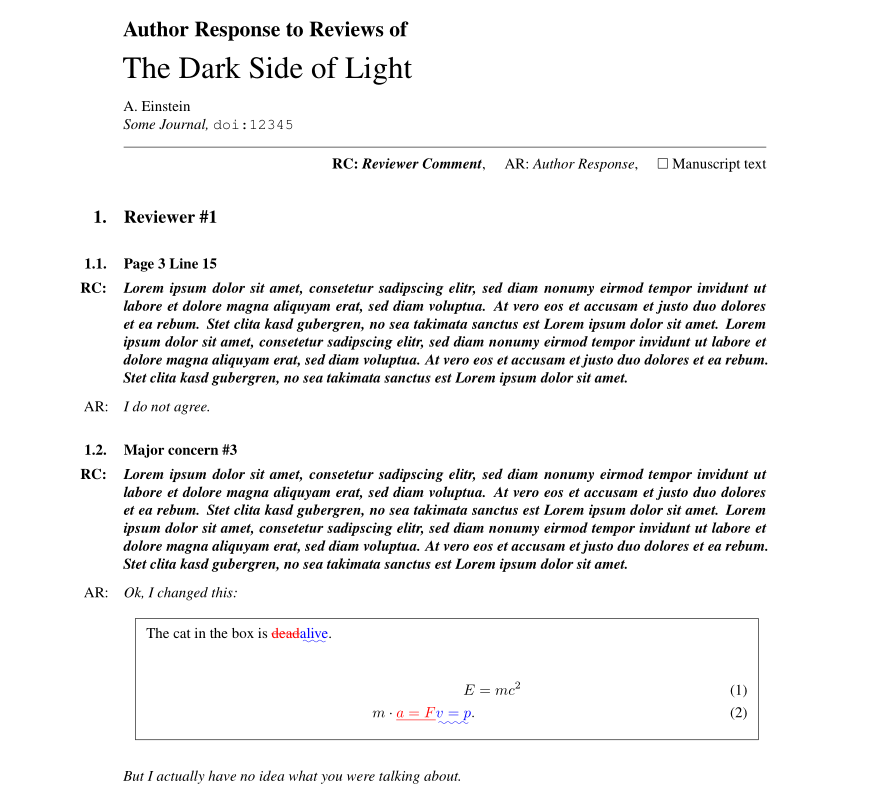 Author Response to Reviews of
The Dark Side of Light
A. Einstein
Some Journal, doi:12345
RC: Reviewer Comment, AR: Author Response, ☐ Manuscript text
1. Reviewer #1
1.1. Page 3 Line 15
RC: Lorem ipsum dolor sit amet, consetetur sadipscing elitr, sed diam nonumy eirmod tempor invidunt ut
labore et dolore magna aliquyam erat, sed diam voluptua. At vero eos et accusam et justo duo dolores
et ea rebum. Stet clita kasd gubergren, no sea takimata sanctus est Lorem ipsum dolor sit amet. Lorem
ipsum dolor sit amet, consetetur sadipscing elitr, sed diam nonumy eirmod tempor invidunt ut labore et
dolore magna aliquyam erat, sed diam voluptua. At vero eos et accusam et justo duo dolores et ea rebum.
Stet clita kasd gubergren, no sea takimata sanctus est Lorem ipsum dolor sit amet.
AR: I do not agree.
1.2. Major concern #3
RC: Lorem ipsum dolor sit amet, consetetur sadipscing elitr, sed diam nonumy eirmod tempor invidunt ut
labore et dolore magna aliquyam erat, sed diam voluptua. At vero eos et accusam et justo duo dolores
et ea rebum. Stet clita kasd gubergren, no sea takimata sanctus est Lorem ipsum dolor sit amet. Lorem
ipsum dolor sit amet, consetetur sadipscing elitr, sed diam nonumy eirmod tempor invidunt ut labore et
dolore magna aliquyam erat, sed diam voluptua. At vero eos et accusam et justo duo dolores et ea rebum.
Stet clita kasd gubergren, no sea takimata sanctus est Lorem ipsum dolor sit amet.
AR: Ok, I changed this:
The cat in the box is deadalive.
E = mc² (1)
m · a = Fv = p. (2)
But I actually have no idea what you were talking about.